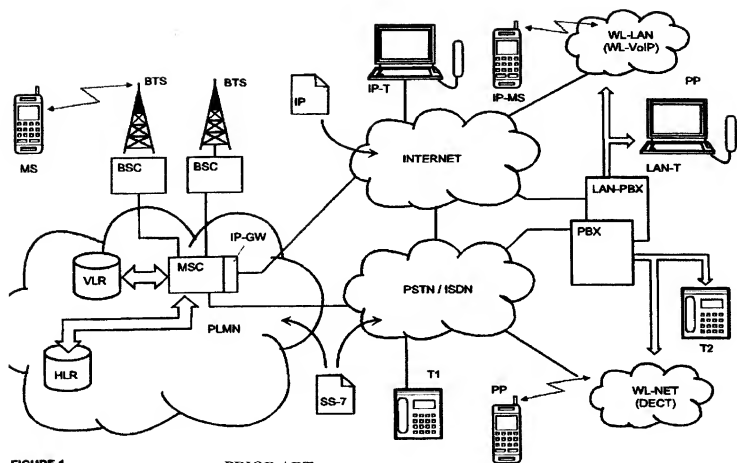 WL-LAN
(WL-VoIP)
BTS
BTS
IP
IP-T
IP-MS
PP
MS
BSC
BSC
INTERNET
LAN-T
LAN-PBX
PBX
IP-GW
MSC
VLR
PSTN / ISDN
PLMN
T2
HLR
SS-7
T1
PP
WL-NET
(DECT)
FIGURE 1
PRIOR ART